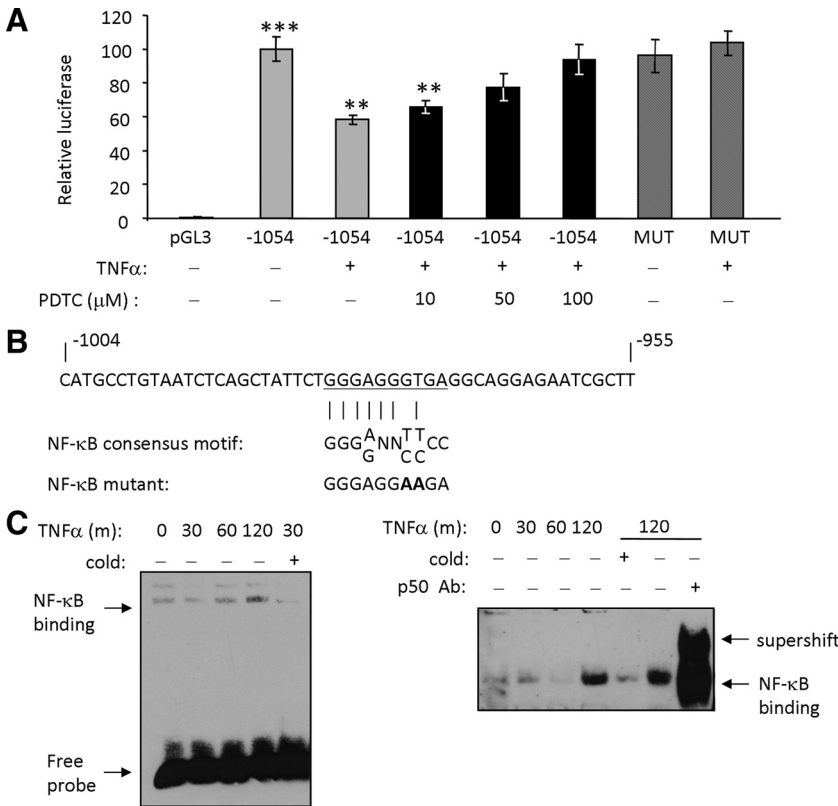 A
Relative luciferase
120
100
80
60
40
20
0
*** ** **
pGL3 -1054 -1054 -1054 -1054 -1054 MUT MUT
TNFα: – – + + + + – +
PDTC (μM) : – – – 10 50 100 – –
B
-1004 -955
CATGCCTGTAATCTCAGCTATTCTGGGAGGGTGAGGCAGGAGAATCGCTT
NF-κB consensus motif: GGG A/G NN T/C T/C CC
NF-κB mutant: GGGAGGAAGA
C
TNFα (m): 0 30 60 120 30
cold: – – – – +
NF-κB
binding
Free
probe
TNFα (m): 0 30 60 120 120
cold: – – – – + – –
p50 Ab: – – – – – – +
supershift
NF-κB
binding